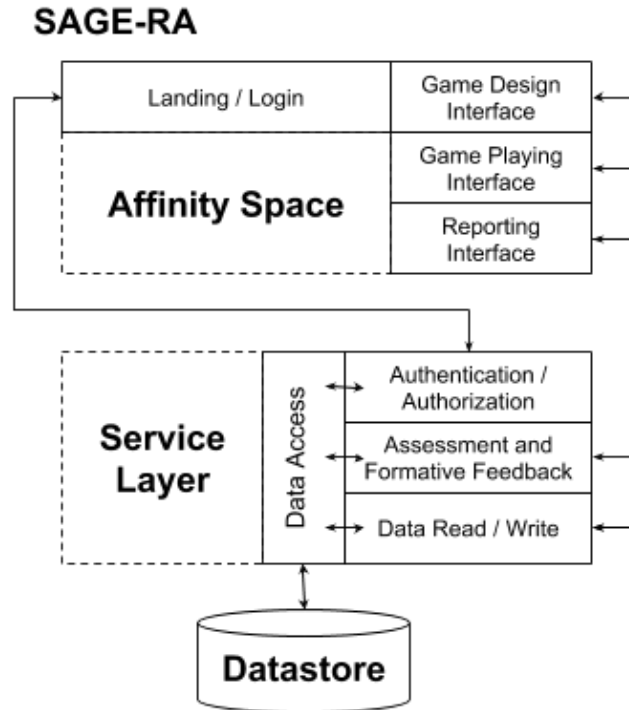 SAGE-RA
Landing / Login
Game Design
Interface
Affinity Space
Game Playing
Interface
Reporting
Interface
Service
Layer
Data Access
Authentication /
Authorization
Assessment and
Formative Feedback
Data Read / Write
Datastore